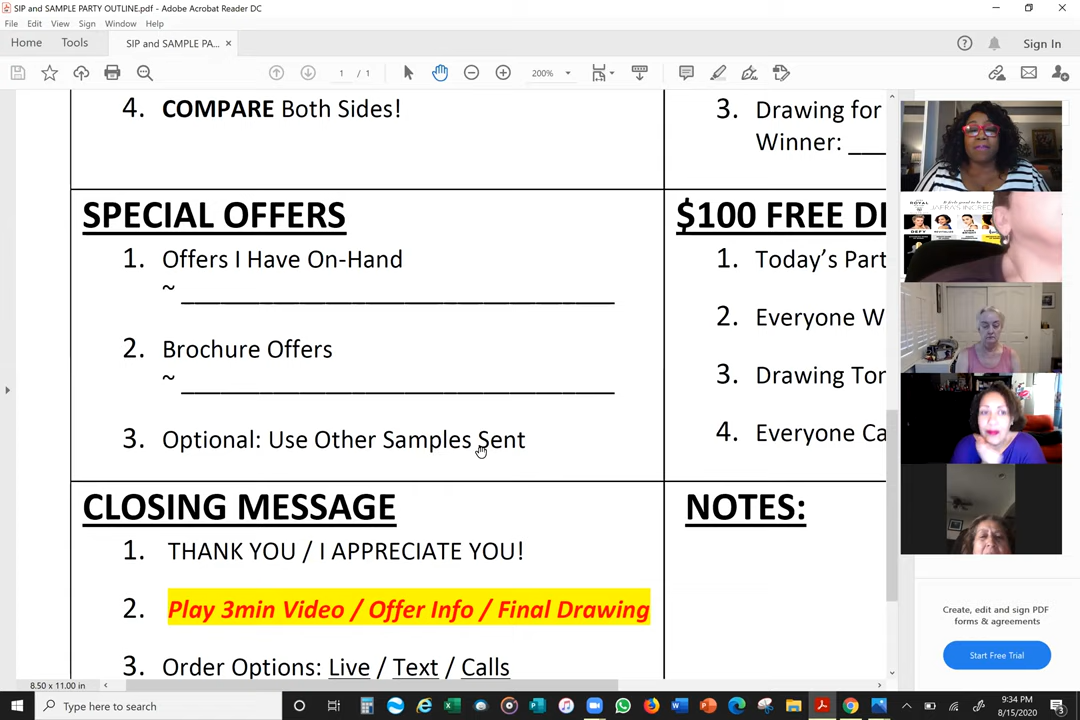 SIP and SAMPLE PARTY OUTLINE.pdf - Adobe Acrobat Reader DC
File Edit View Sign Window Help
Home Tools SIP and SAMPLE PA... × Sign In
1 / 1 200%
4. COMPARE Both Sides!
3. Drawing for
Winner: ___
SPECIAL OFFERS
1. Offers I Have On-Hand
~ ____________________
2. Brochure Offers
~ ____________________
3. Optional: Use Other Samples Sent
$100 FREE
1. Today's Part
2. Everyone W
3. Drawing Tor
4. Everyone Ca
CLOSING MESSAGE
1. THANK YOU / I APPRECIATE YOU!
2. Play 3min Video / Offer Info / Final Drawing
3. Order Options: Live / Text / Calls
NOTES:
ROYAL
DEFY
Create, edit and sign PDF
forms & agreements
Start Free Trial
8.50 x 11.00 in
Type here to search
9:34 PM
8/15/2020